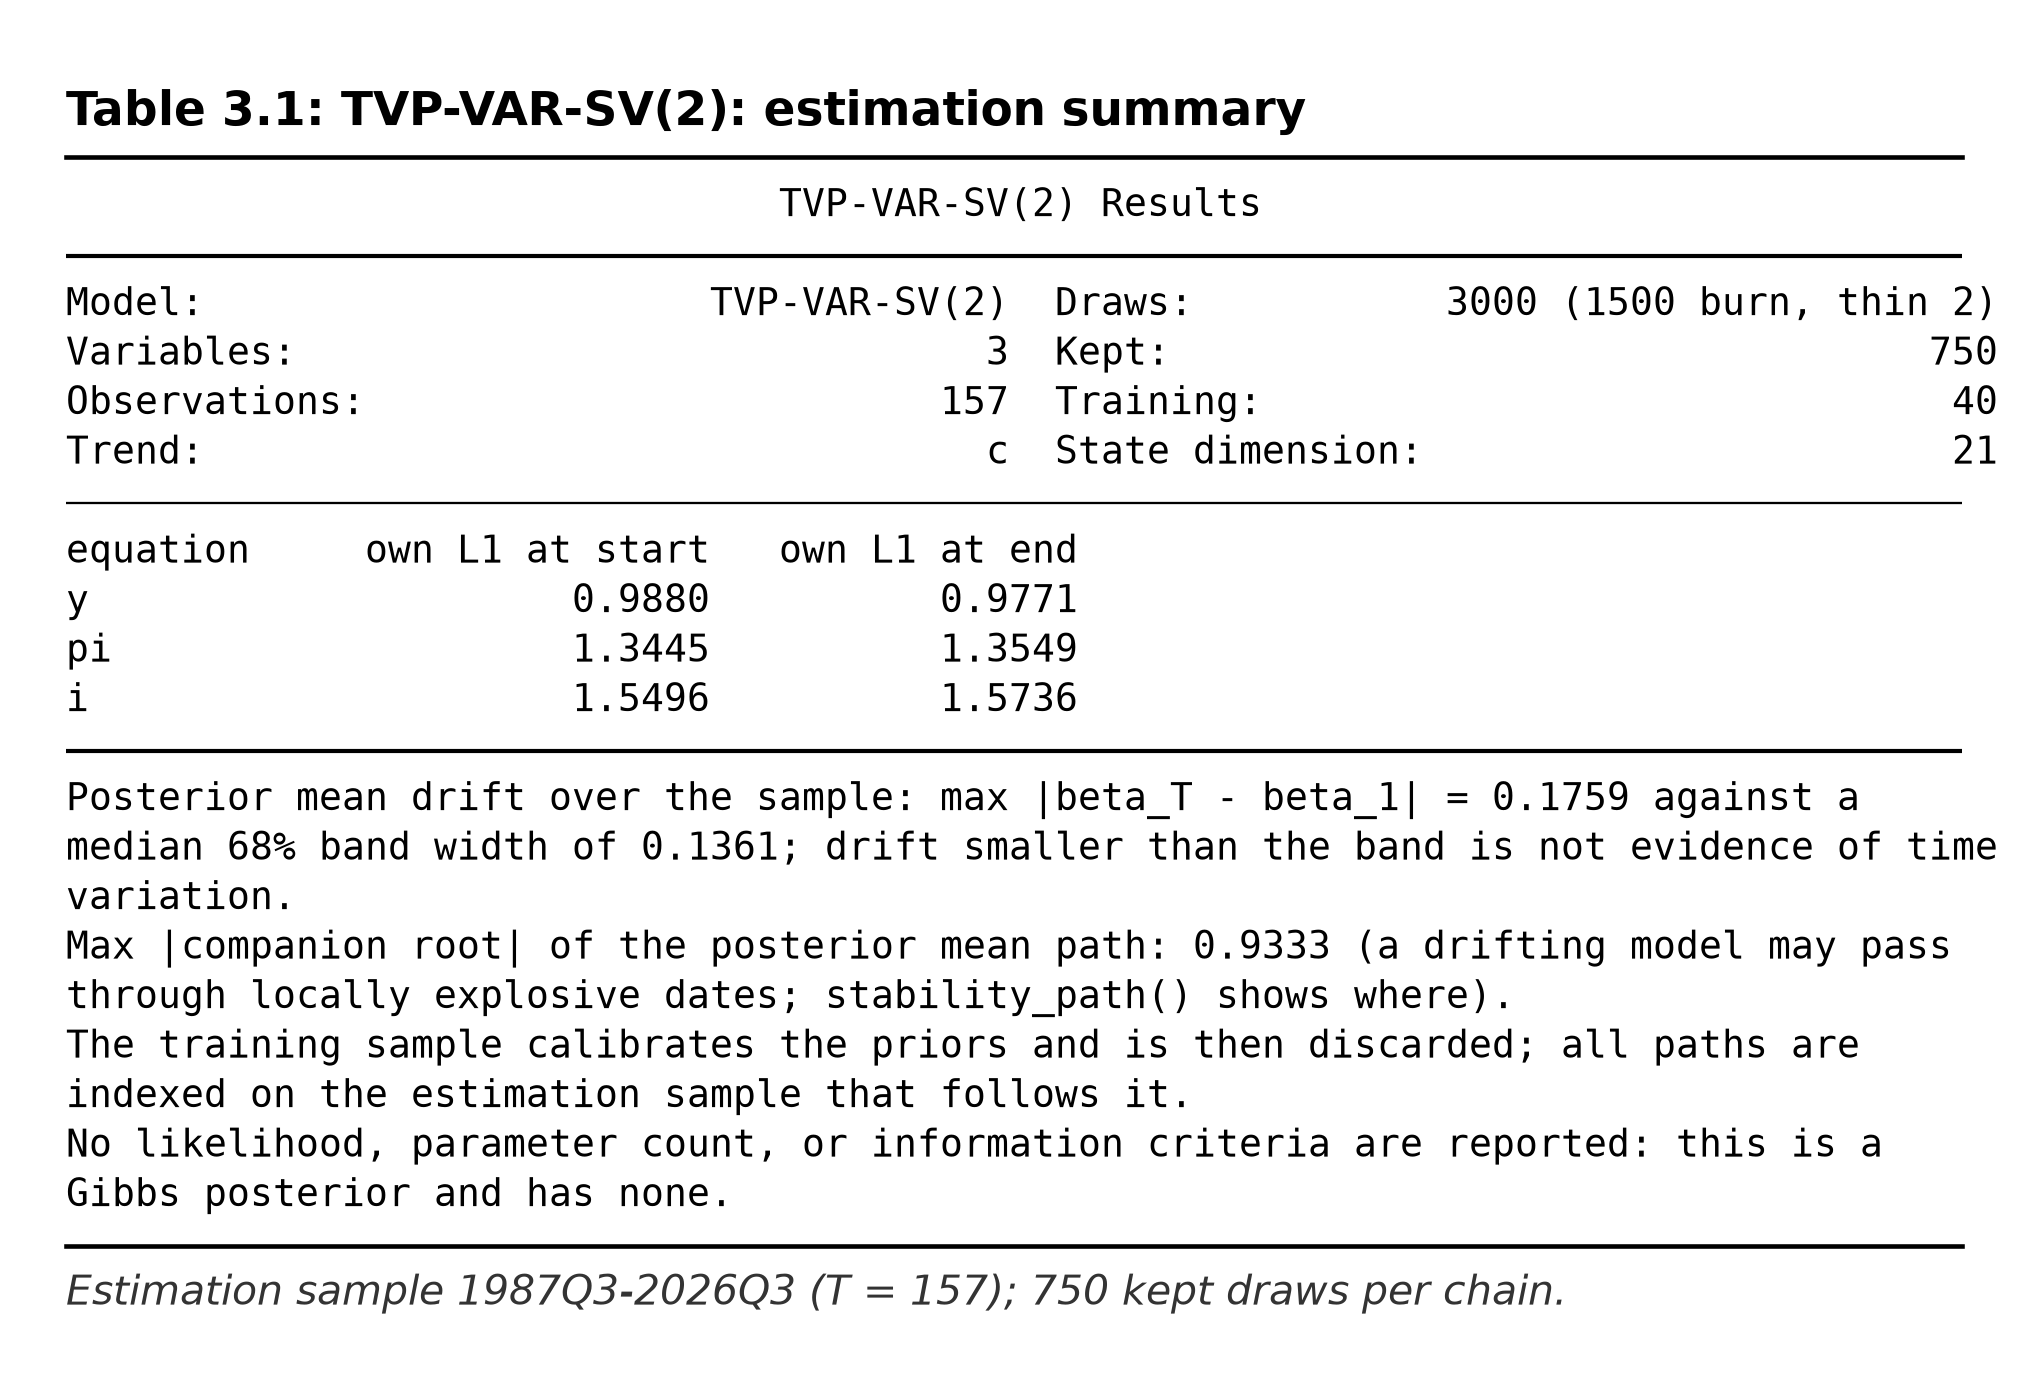 Table 3.1: TVP-VAR-SV(2): estimation summary
TVP-VAR-SV(2) Results
Model: TVP-VAR-SV(2) Draws: 3000 (1500 burn, thin 2)
Variables: 3 Kept: 750
Observations: 157 Training: 40
Trend: c State dimension: 21
equation own L1 at start own L1 at end
y 0.9880 0.9771
pi 1.3445 1.3549
i 1.5496 1.5736
Posterior mean drift over the sample: max |beta_T - beta_1| = 0.1759 against a
median 68% band width of 0.1361; drift smaller than the band is not evidence of time
variation.
Max |companion root| of the posterior mean path: 0.9333 (a drifting model may pass
through locally explosive dates; stability_path() shows where).
The training sample calibrates the priors and is then discarded; all paths are
indexed on the estimation sample that follows it.
No likelihood, parameter count, or information criteria are reported: this is a
Gibbs posterior and has none.
Estimation sample 1987Q3-2026Q3 (T = 157); 750 kept draws per chain.